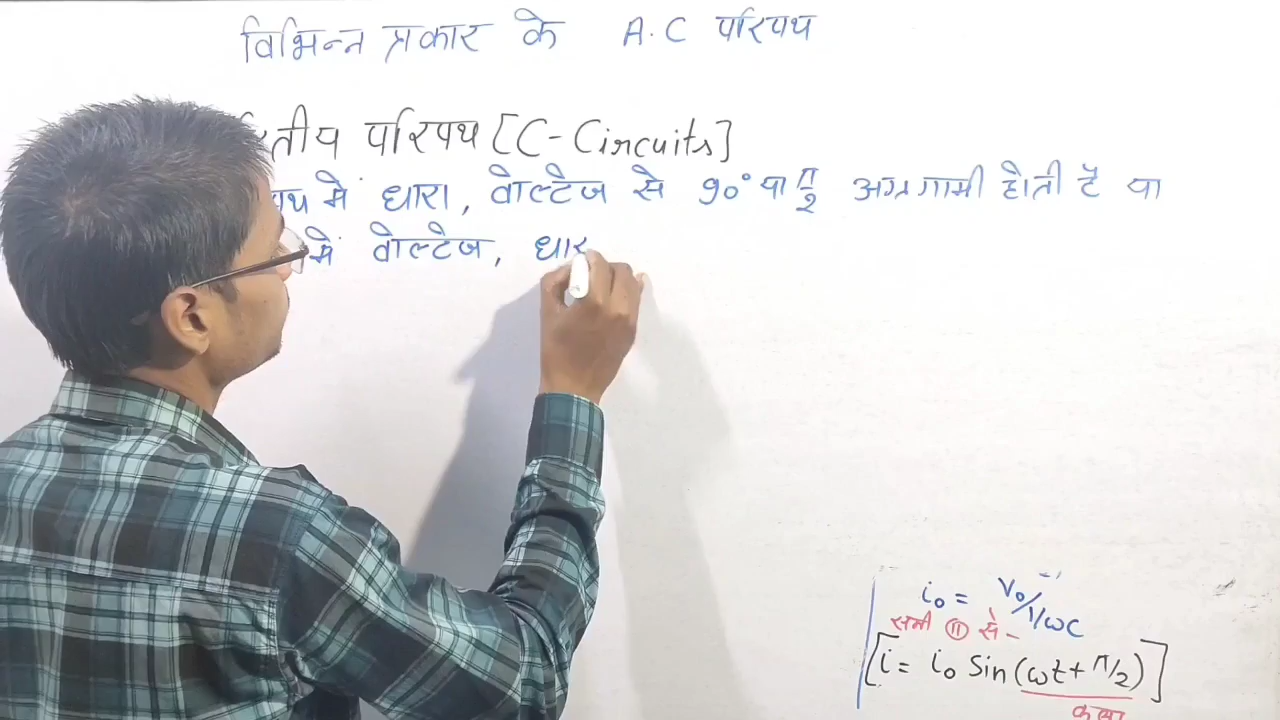 विभिन्न प्रकार के A.C परिपथ
परिपथ [C-Circuits]
में धारा, वोल्टेज से 90° या π/2 अग्रगामी होती है या
में वोल्टेज, धार
i₀ = V₀/1/ωC
समी (11) से -
[i = i₀ Sin (ωt + π/2)]
कला